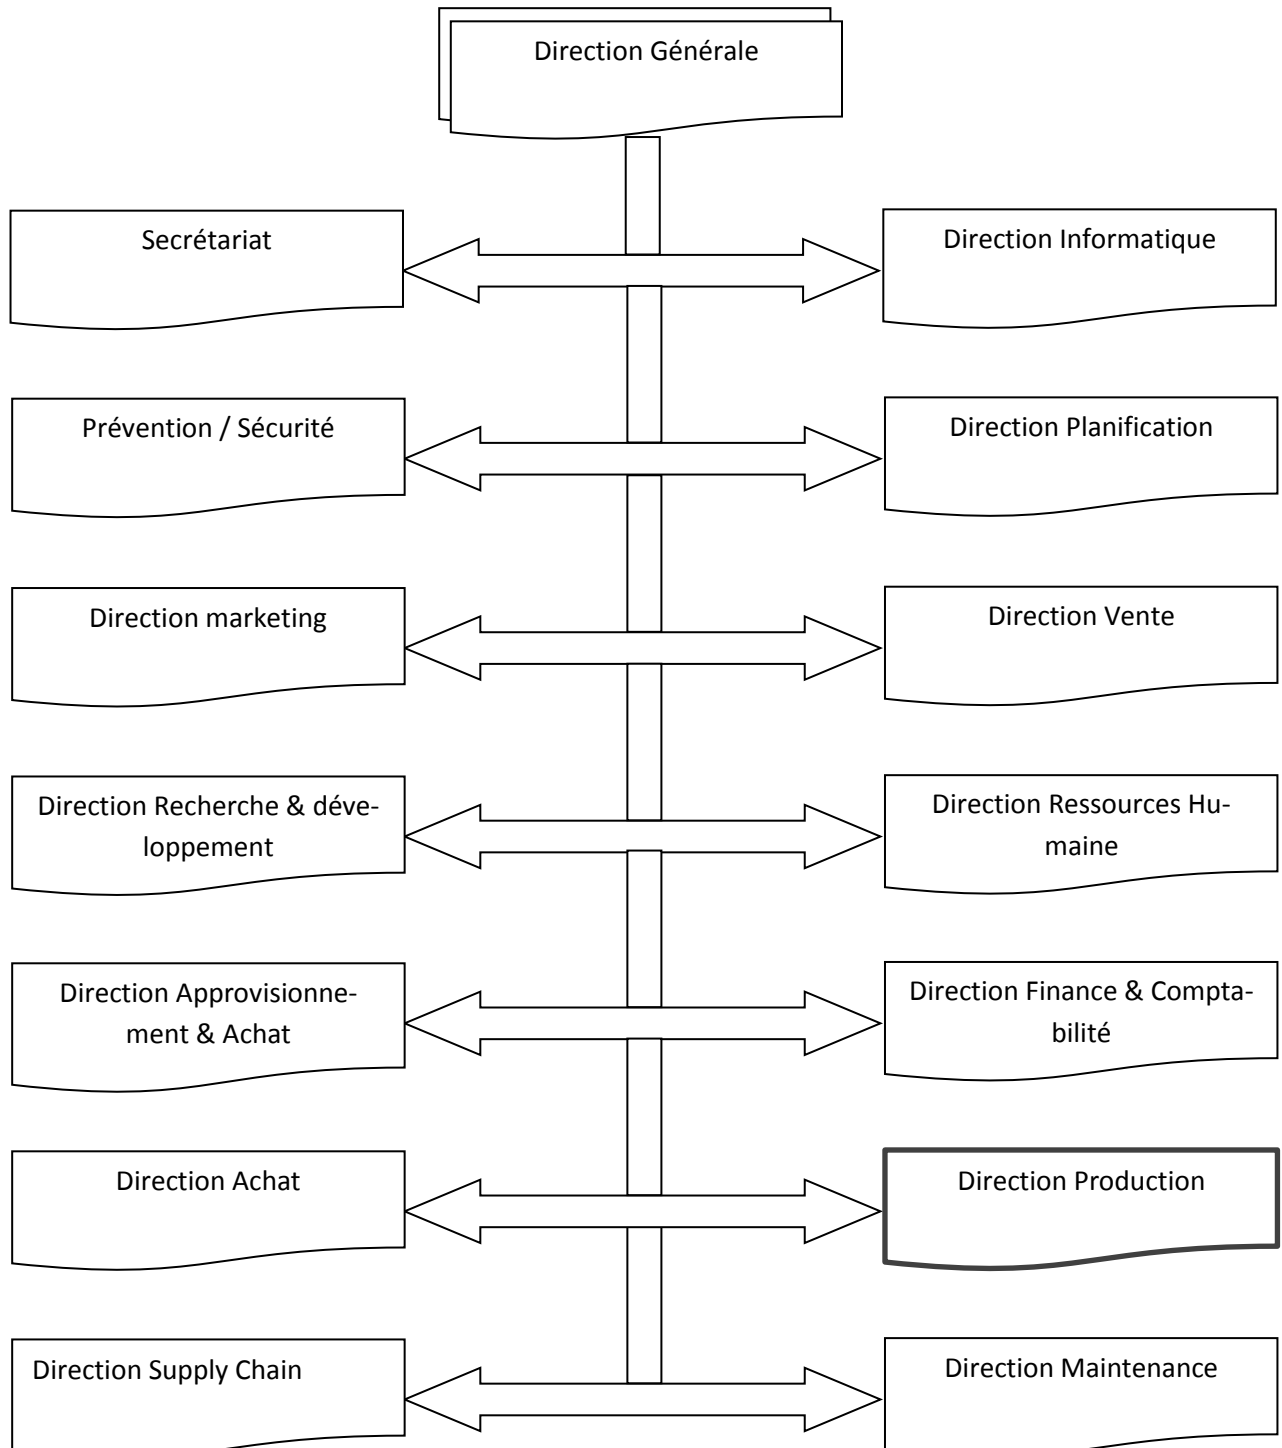 Direction Générale
Secrétariat
Direction Informatique
Prévention / Sécurité
Direction Planification
Direction marketing
Direction Vente
Direction Recherche & déve-
loppement
Direction Ressources Hu-
maine
Direction Approvisionne-
ment & Achat
Direction Finance & Compta-
bilité
Direction Achat
Direction Production
Direction Supply Chain
Direction Maintenance